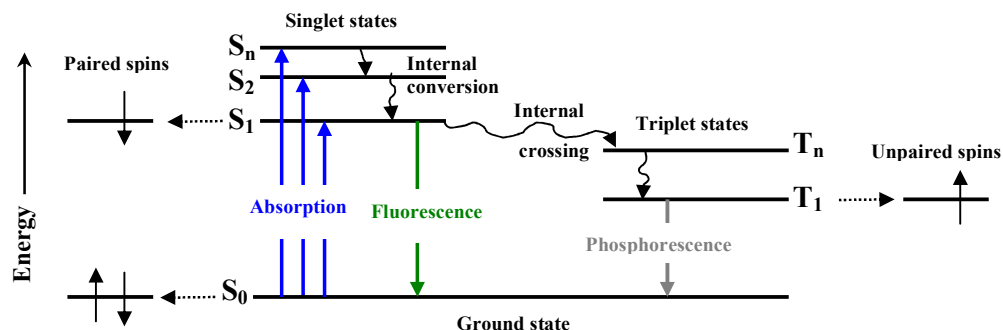 Singlet states
Sn
Paired spins
S2
Internal
conversion
S1
Internal
crossing
Triplet states
Tn
Unpaired spins
T1
Energy
Absorption
Fluorescence
Phosphorescence
S0
Ground state